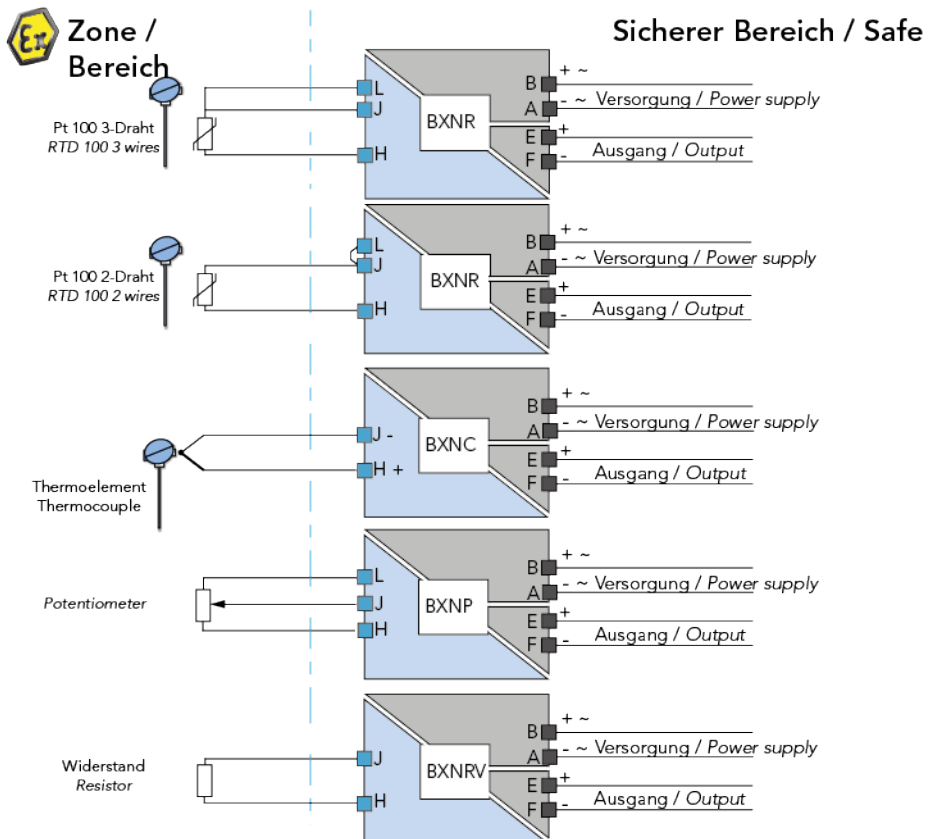 Ex Zone / Sicherer Bereich / Safe
Bereich
Pt 100 3-Draht
RTD 100 3 wires
L
J
H
BXNR
B + ~
A - ~ Versorgung / Power supply
E +
F - Ausgang / Output
Pt 100 2-Draht
RTD 100 2 wires
L
J
H
BXNR
B + ~
A - ~ Versorgung / Power supply
E +
F - Ausgang / Output
Thermoelement
Thermocouple
J -
H +
BXNC
B + ~
A - ~ Versorgung / Power supply
E +
F - Ausgang / Output
Potentiometer
L
J
H
BXNP
B + ~
A - ~ Versorgung / Power supply
E +
F - Ausgang / Output
Widerstand
Resistor
J
H
BXNRV
B + ~
A - ~ Versorgung / Power supply
E +
F - Ausgang / Output